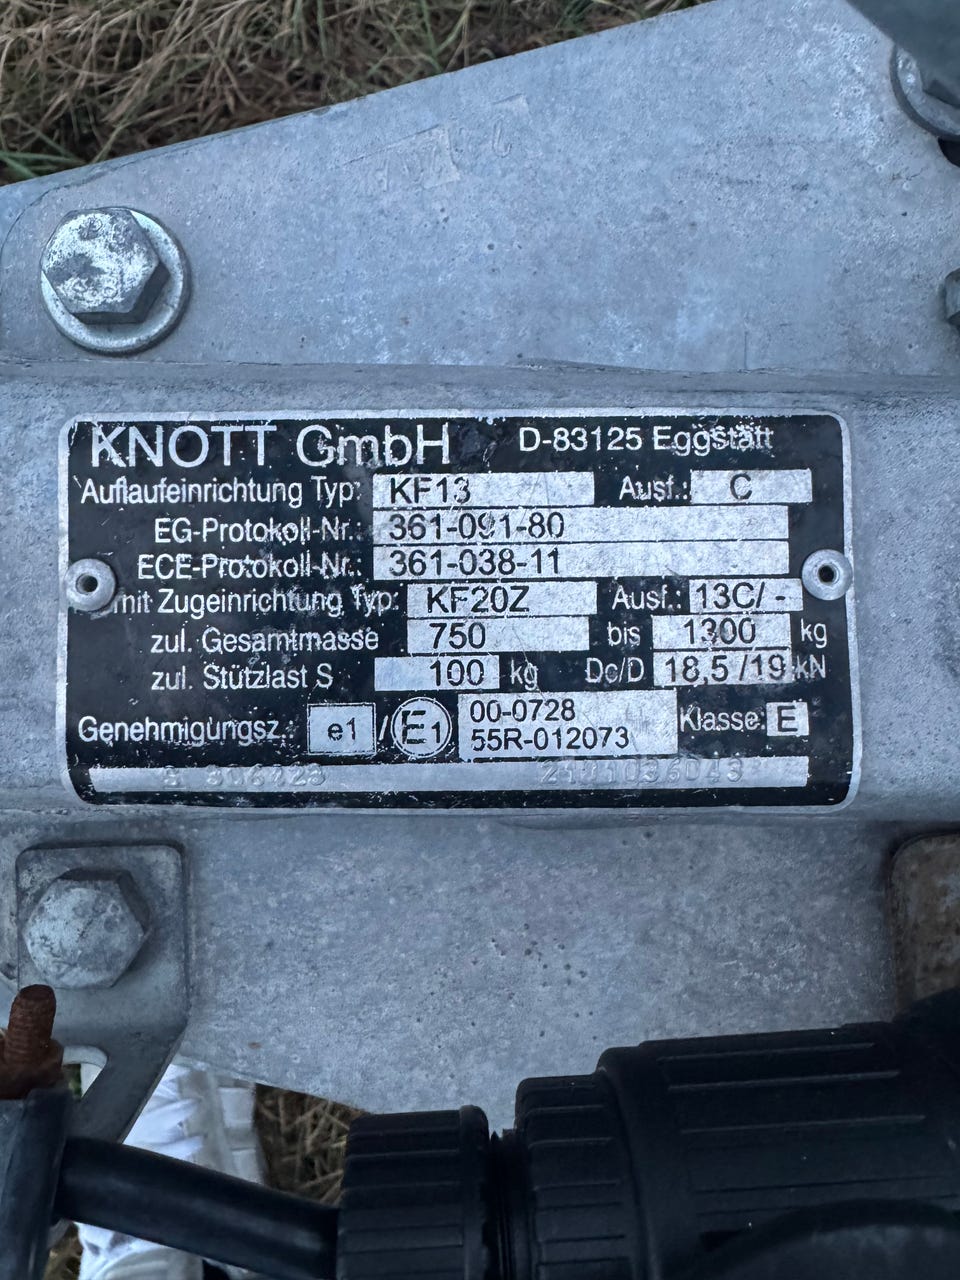 KNOTT GmbH D-83125 Eggstätt
Auflaufeinrichtung Typ: KF13 Ausf.: C
EG-Protokoll-Nr.: 361-091-80
ECE-Protokoll-Nr.: 361-038-11
mit Zugeinrichtung Typ: KF20Z Ausf.: 13C/-
zul. Gesamtmasse 750 bis 1300 kg
zul. Stützlast S 100 kg Dc/D 18,5/19 kN
Genehmigungsz.: e1 / E1 00-0728 Klasse: E
55R-012073